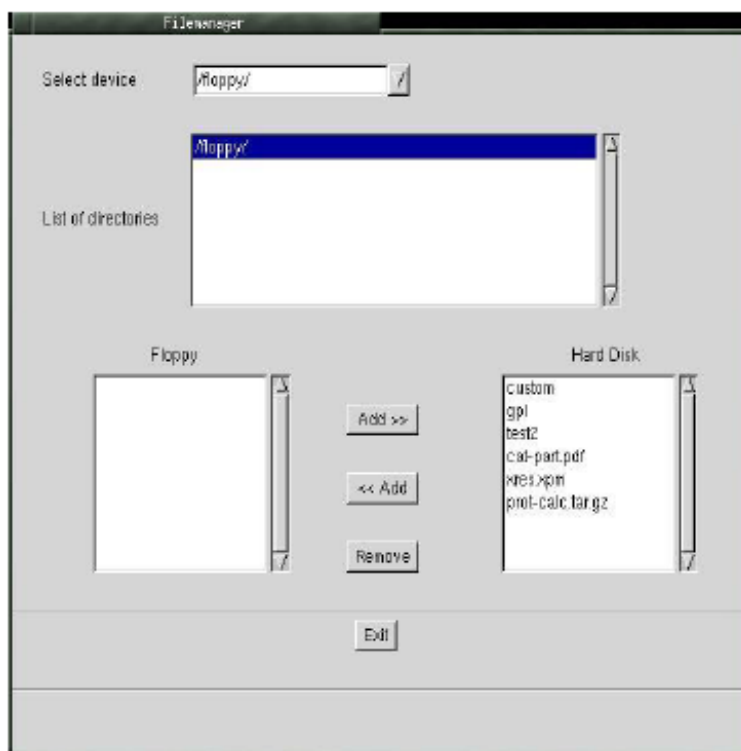 Filemanager
Select device
/floppy/
/floppy/
List of directories
Floppy
Hard Disk
custom
gpl
test2
cat-part.pdf
xres.xpm
prot-calc.tar.gz
Add >>
<< Add
Remove
Exit